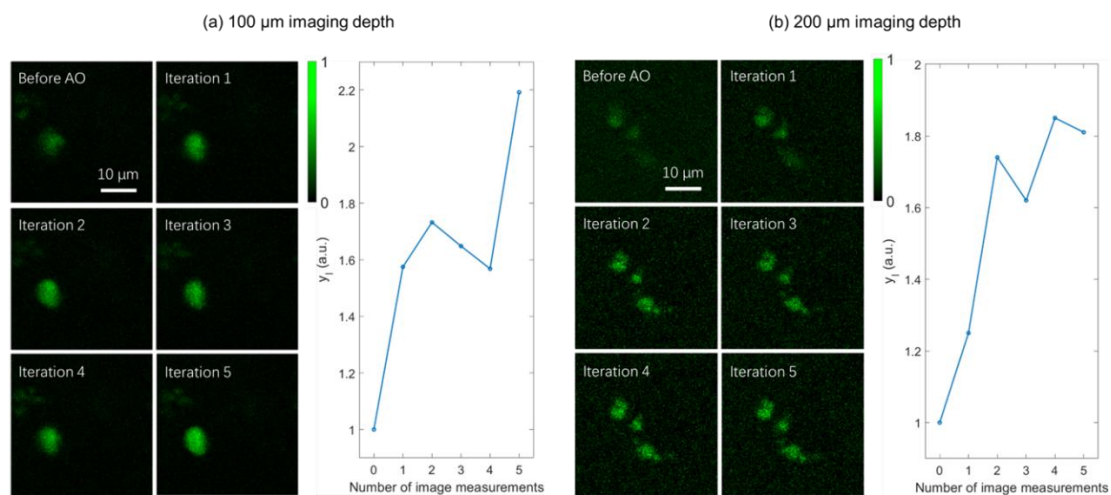 (a) 100 µm imaging depth
Before AO
Iteration 1
10 µm
Iteration 2
Iteration 3
Iteration 4
Iteration 5
1
0
2.2
2
1.8
1.6
1.4
1.2
1
y_I (a.u.)
0 1 2 3 4 5
Number of image measurements
(b) 200 µm imaging depth
Before AO
Iteration 1
10 µm
Iteration 2
Iteration 3
Iteration 4
Iteration 5
1
0
2
1.8
1.6
1.4
1.2
1
y_I (a.u.)
0 1 2 3 4 5
Number of image measurements